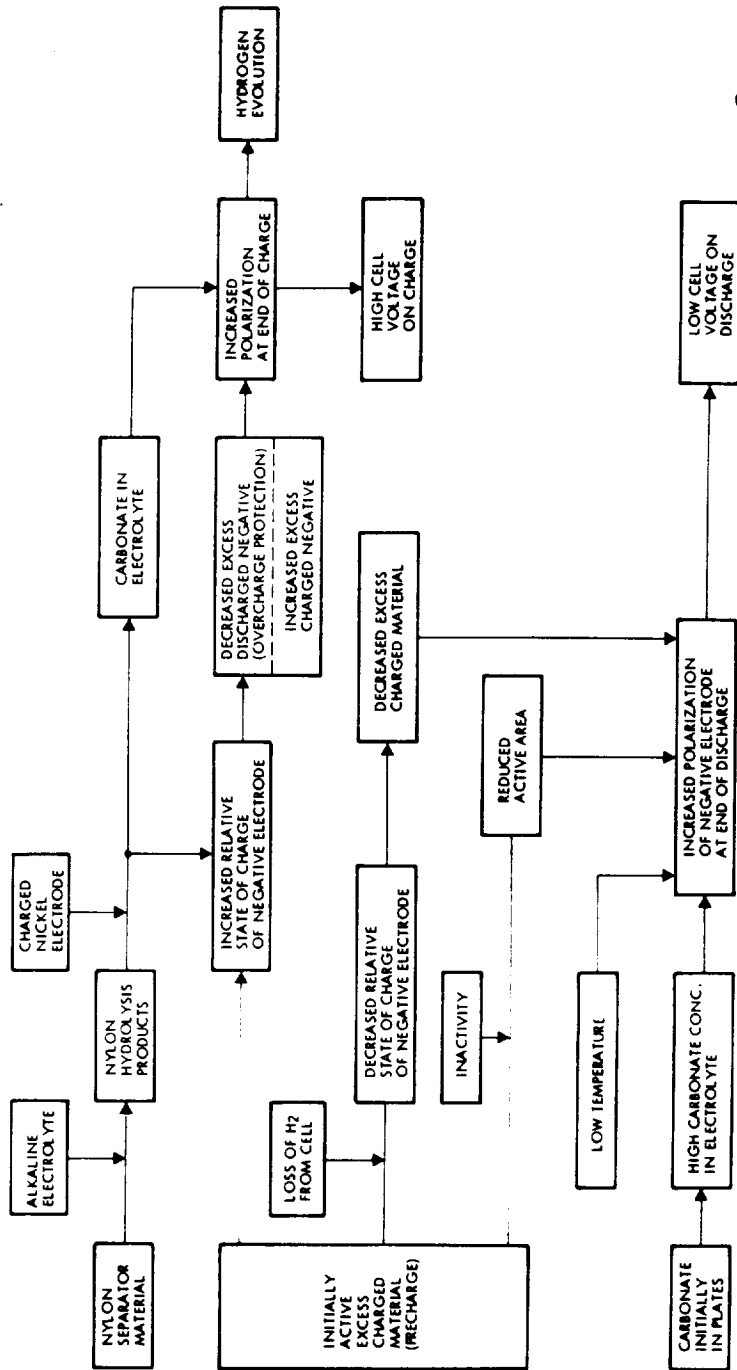 NYLON
SEPARATOR
MATERIAL
ALKALINE
ELECTROLYTE
NYLON
HYDROLYSIS
PRODUCTS
CHARGED
NICKEL
ELECTRODE
CARBONATE IN
ELECTROLYTE
INCREASED RELATIVE
STATE OF CHARGE
OF NEGATIVE ELECTRODE
DECREASED EXCESS
DISCHARGED NEGATIVE
(OVERCHARGE PROTECTION)
INCREASED EXCESS
CHARGED NEGATIVE
INCREASED
POLARIZATION
AT END OF CHARGE
HYDROGEN
EVOLUTION
HIGH CELL
VOLTAGE
ON CHARGE
INITIALLY
ACTIVE
EXCESS
CHARGED
MATERIAL
(PRECHARGE)
LOSS OF H2
FROM CELL
DECREASED RELATIVE
STATE OF CHARGE
OF NEGATIVE ELECTRODE
DECREASED EXCESS
CHARGED MATERIAL
INACTIVITY
REDUCED
ACTIVE AREA
LOW TEMPERATURE
CARBONATE
INITIALLY
IN PLATES
HIGH CARBONATE CONC.
IN ELECTROLYTE
INCREASED POLARIZATION
OF NEGATIVE ELECTRODE
AT END OF DISCHARGE
LOW CELL
VOLTAGE ON
DISCHARGE